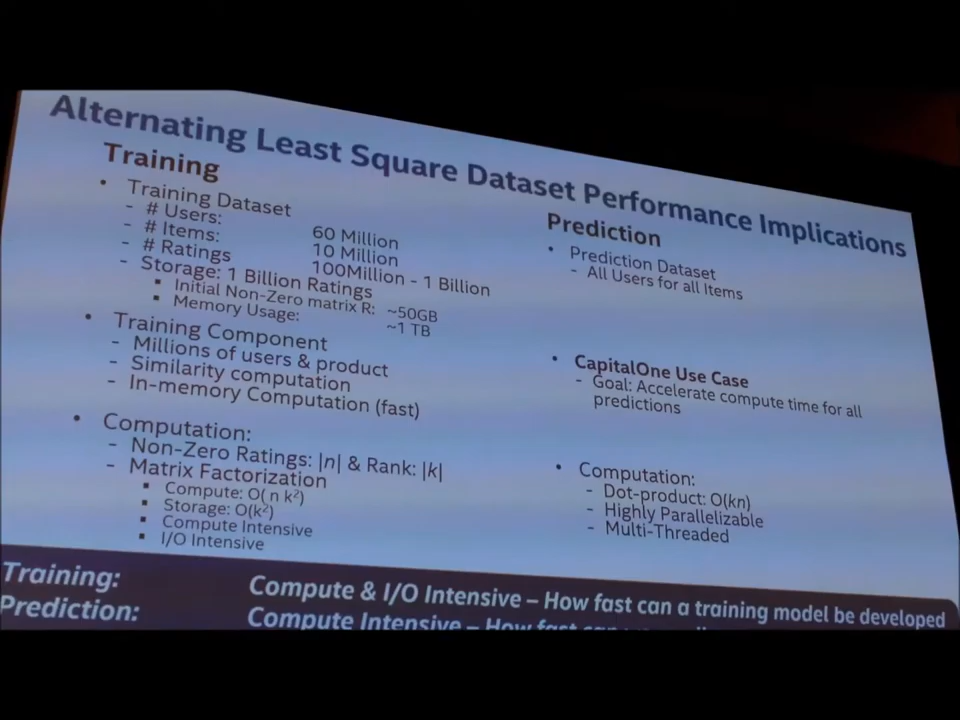 Alternating Least Square Dataset Performance Implications
Training
• Training Dataset
- # Users: 60 Million
- # Items: 10 Million
- # Ratings 100Million - 1 Billion
- Storage: 1 Billion Ratings
▪ Initial Non-Zero matrix R: ~50GB
▪ Memory Usage: ~1 TB
• Training Component
- Millions of users & product
- Similarity computation
- In-memory Computation (fast)
• Computation:
- Non-Zero Ratings: |n| & Rank: |k|
- Matrix Factorization
▪ Compute: O( n k²)
▪ Storage: O(k²)
▪ Compute Intensive
▪ I/O Intensive
Prediction
• Prediction Dataset
- All Users for all Items
• CapitalOne Use Case
- Goal: Accelerate compute time for all
predictions
• Computation:
- Dot-product: O(kn)
- Highly Parallelizable
- Multi-Threaded
Training: Compute & I/O Intensive – How fast can a training model be developed
Prediction: Compute Intensive – How fast can